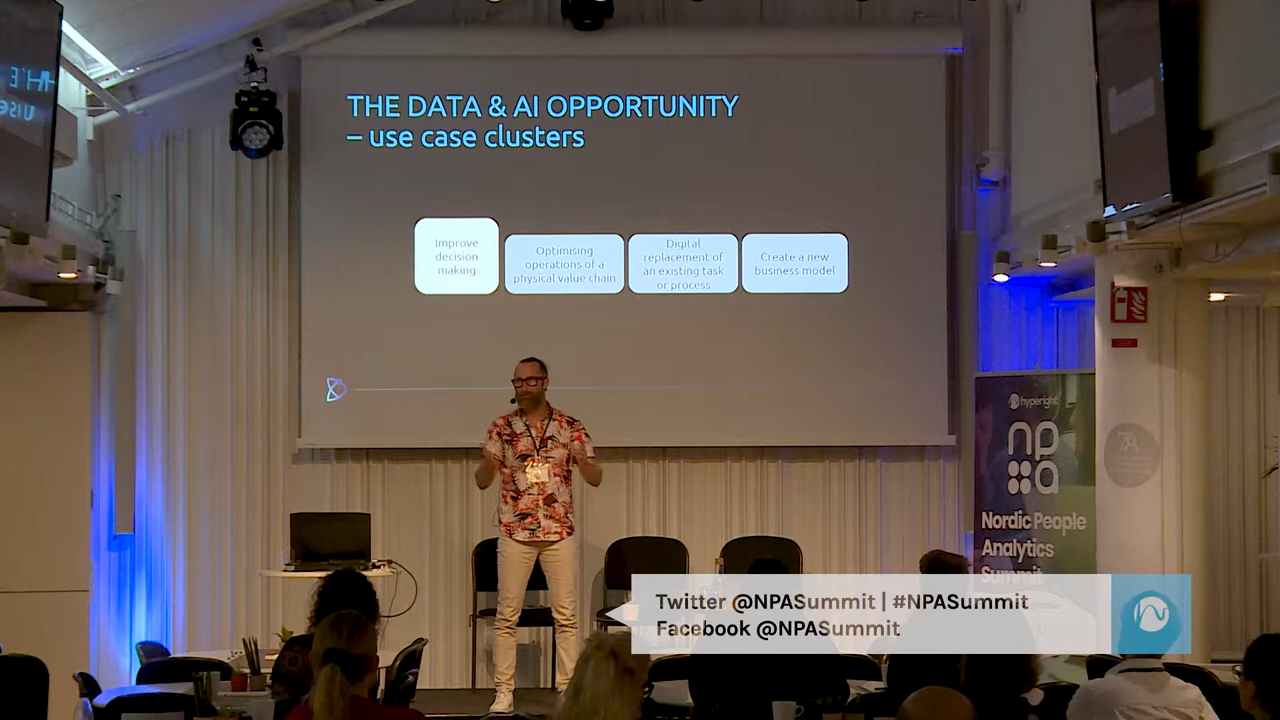 THE DATA & AI OPPORTUNITY
– use case clusters
Improve
decision
making
Optimising
operations of a
physical value chain
Digital
replacement of
an existing task
or process
Create a new
business model
hyperight
npa
Nordic People
Analytics
Summit
Twitter @NPASummit | #NPASummit
Facebook @NPASummit